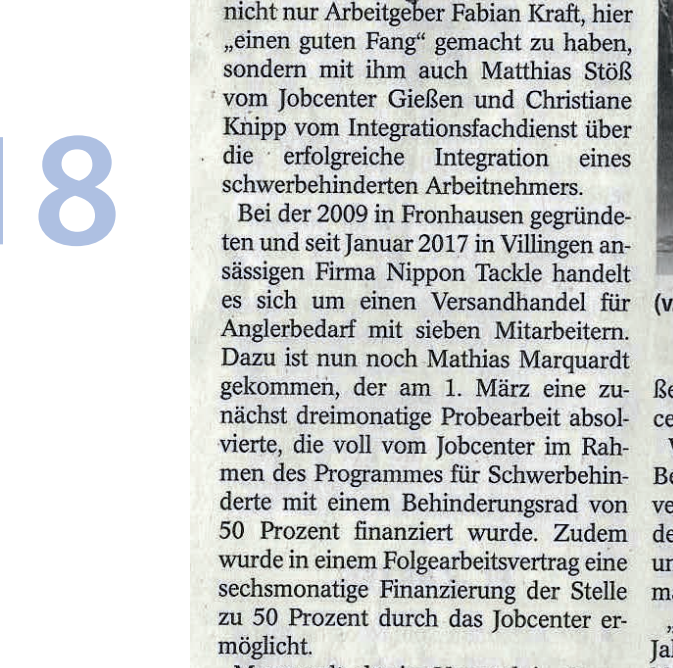 18
nicht nur Arbeitgeber Fabian Kraft, hier
„einen guten Fang“ gemacht zu haben,
sondern mit ihm auch Matthias Stöß
vom Jobcenter Gießen und Christiane
Knipp vom Integrationsfachdienst über
die erfolgreiche Integration eines
schwerbehinderten Arbeitnehmers.
Bei der 2009 in Fronhausen gegründe-
ten und seit Januar 2017 in Villingen an-
sässigen Firma Nippon Tackle handelt
es sich um einen Versandhandel für
Anglerbedarf mit sieben Mitarbeitern.
Dazu ist nun noch Mathias Marquardt
gekommen, der am 1. März eine zu-
nächst dreimonatige Probearbeit absol-
vierte, die voll vom Jobcenter im Rah-
men des Programmes für Schwerbehin-
derte mit einem Behinderungsrad von
50 Prozent finanziert wurde. Zudem
wurde in einem Folgearbeitsvertrag eine
sechsmonatige Finanzierung der Stelle
zu 50 Prozent durch das Jobcenter er-
möglicht.
(v